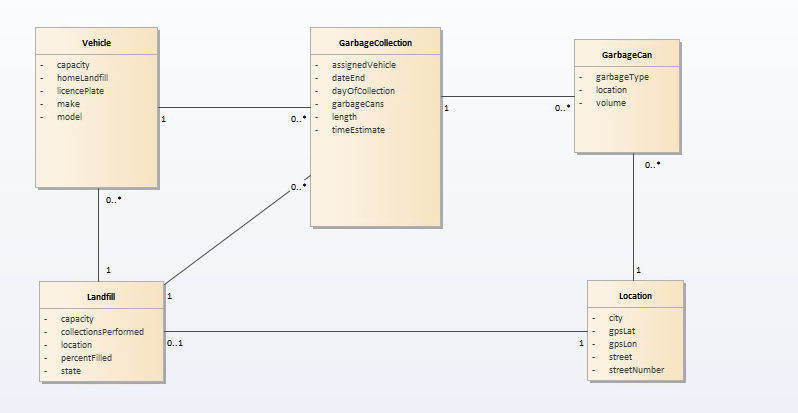 Vehicle
- capacity
- homeLandfill
- licencePlate
- make
- model
GarbageCollection
- assignedVehicle
- dateEnd
- dayOfCollection
- garbageCans
- length
- timeEstimate
GarbageCan
- garbageType
- location
- volume
1
0..*
1
0..*
0..*
1
0..*
1
0..*
1
Landfill
- capacity
- collectionsPerformed
- location
- percentFilled
- state
0..1
1
Location
- city
- gpsLat
- gpsLon
- street
- streetNumber